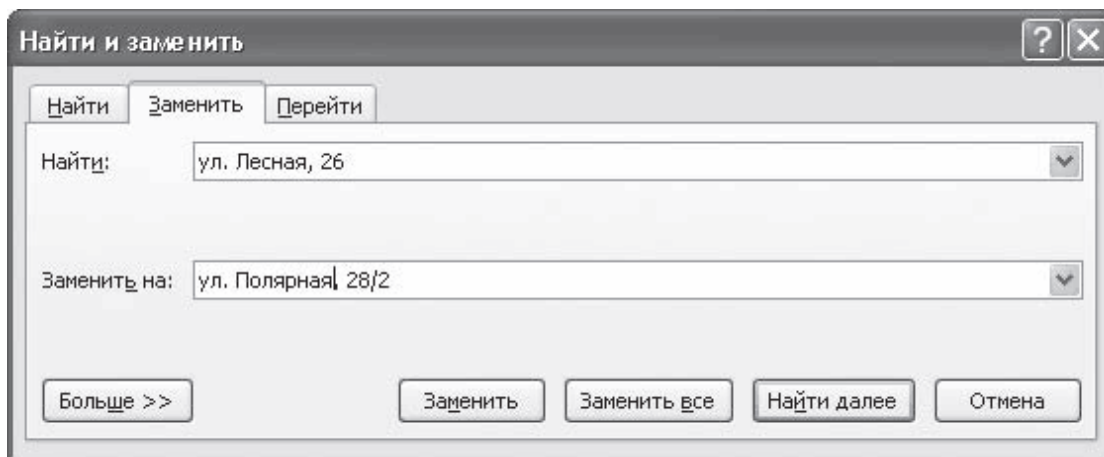 Найти и заменить
Найти Заменить Перейти
Найти: ул. Лесная, 26
Заменить на: ул. Полярная, 28/2
Больше >> Заменить Заменить все Найти далее Отмена